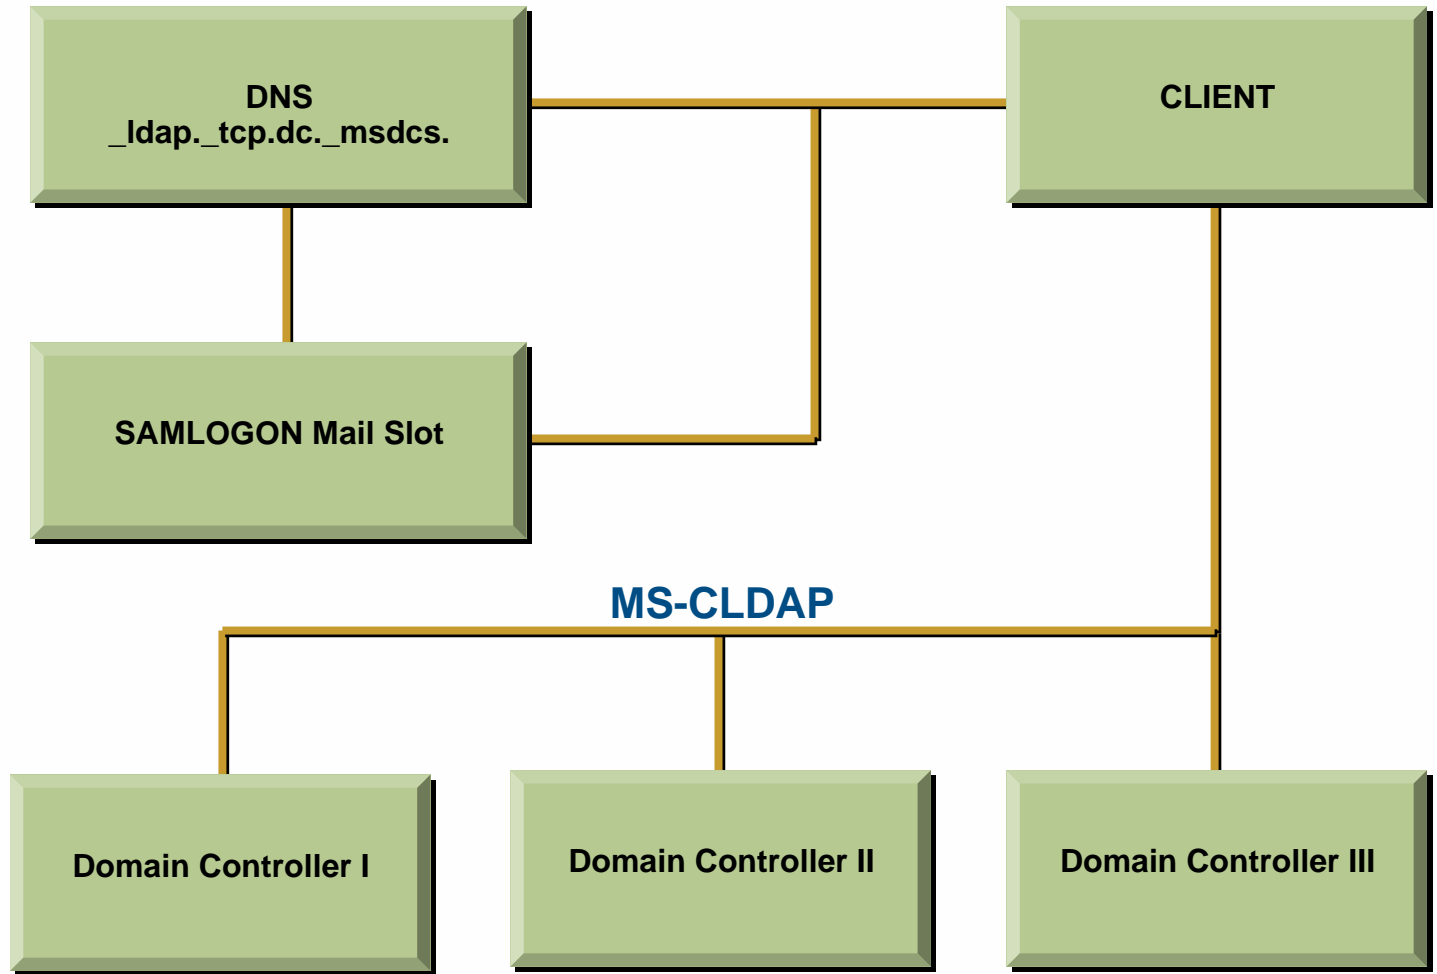 DNS
_ldap._tcp.dc._msdcs.
CLIENT
SAMLOGON Mail Slot
MS-CLDAP
Domain Controller I
Domain Controller II
Domain Controller III